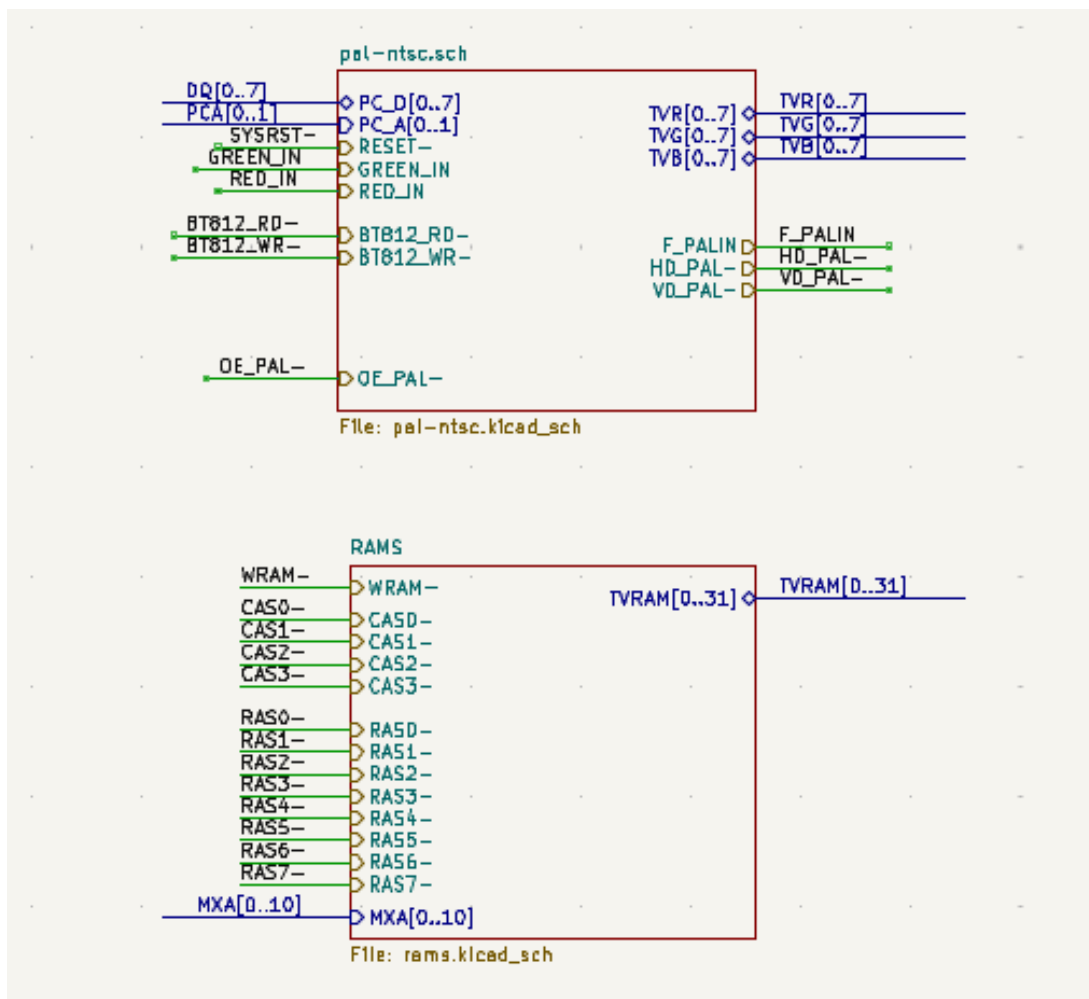 pal-ntsc.sch
DQ[0..7]
PC_D[0..7]
TVR[0..7]
TVR[0..7]
PCA[0..1]
PC_A[0..1]
TVG[0..7]
TVG[0..7]
SYSRST-
RESET-
TVB[0..7]
TVB[0..7]
GREEN_IN
GREEN_IN
RED_IN
RED_IN
BT812_RD-
BT812_RD-
F_PALIN
F_PALIN
BT812_WR-
BT812_WR-
HD_PAL-
HD_PAL-
VD_PAL-
VD_PAL-
OE_PAL-
OE_PAL-
File: pal-ntsc.kicad_sch
RAMS
WRAM-
WRAM-
TVRAM[0..31]
TVRAM[0..31]
CAS0-
CAS0-
CAS1-
CAS1-
CAS2-
CAS2-
CAS3-
CAS3-
RAS0-
RAS0-
RAS1-
RAS1-
RAS2-
RAS2-
RAS3-
RAS3-
RAS4-
RAS4-
RAS5-
RAS5-
RAS6-
RAS6-
RAS7-
RAS7-
MXA[0..10]
MXA[0..10]
File: rams.kicad_sch